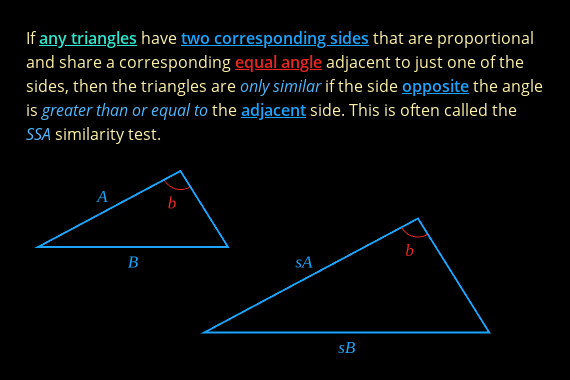 If any triangles have two corresponding sides that are proportional
and share a corresponding equal angle adjacent to just one of the
sides, then the triangles are only similar if the side opposite the angle
is greater than or equal to the adjacent side. This is often called the
SSA similarity test.
A
b
B
b
sA
sB